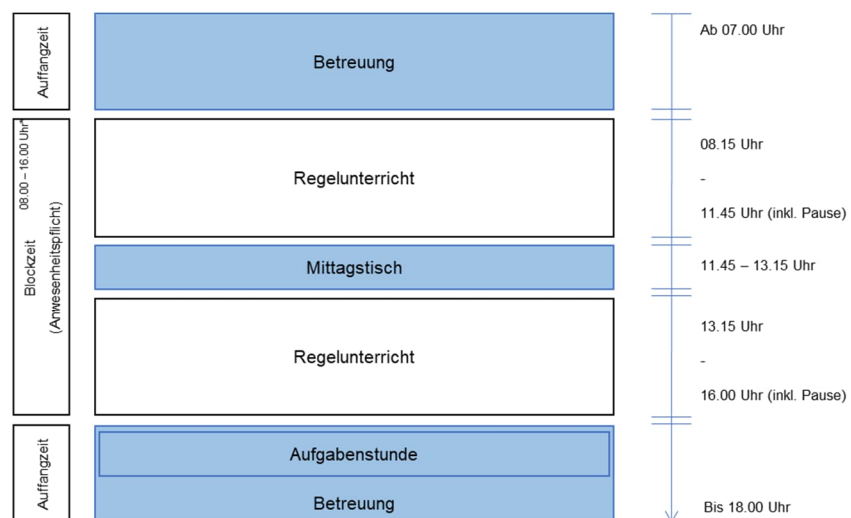 Auffangzeit
Betreuung
Ab 07.00 Uhr
Blockzeit 08.00 – 16.00 Uhr*
(Anwesenheitspflicht)
Regelunterricht
08.15 Uhr
-
11.45 Uhr (inkl. Pause)
Mittagstisch
11.45 – 13.15 Uhr
Regelunterricht
13.15 Uhr
-
16.00 Uhr (inkl. Pause)
Auffangzeit
Aufgabenstunde
Betreuung
Bis 18.00 Uhr